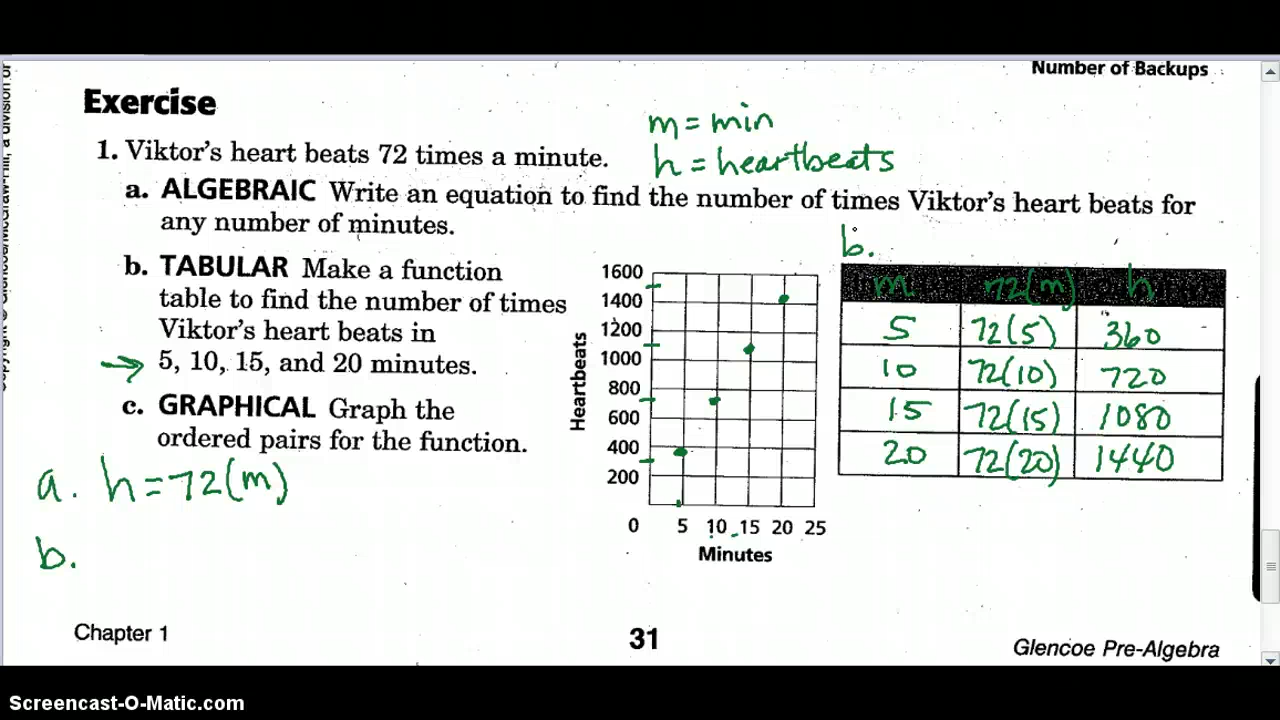 Number of Backups
Exercise
m = min
1. Viktor's heart beats 72 times a minute.
h = heartbeats
a. ALGEBRAIC Write an equation to find the number of times Viktor's heart beats for
any number of minutes.
b. TABULAR Make a function
table to find the number of times
Viktor's heart beats in
→ 5, 10, 15, and 20 minutes.
c. GRAPHICAL Graph the
ordered pairs for the function.
a. h = 72(m)
b.
Heartbeats
1600
1400
1200
1000
800
600
400
200
0 5 10 15 20 25
Minutes
b.
m 72(m) h
5 72(5) 360
10 72(10) 720
15 72(15) 1080
20 72(20) 1440
Chapter 1
31
Glencoe Pre-Algebra
Screencast-O-Matic.com